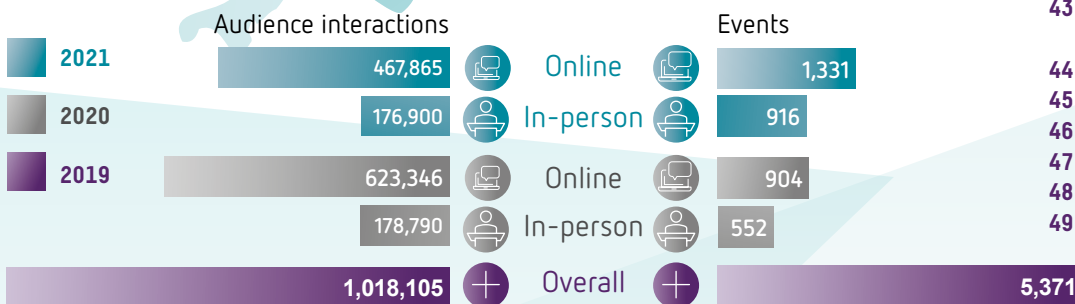 Audience interactions
Events
2021
467,865 Online 1,331
176,900 In-person 916
2020
2019
623,346 Online 904
178,790 In-person 552
1,018,105 Overall 5,371
43
44
45
46
47
48
49